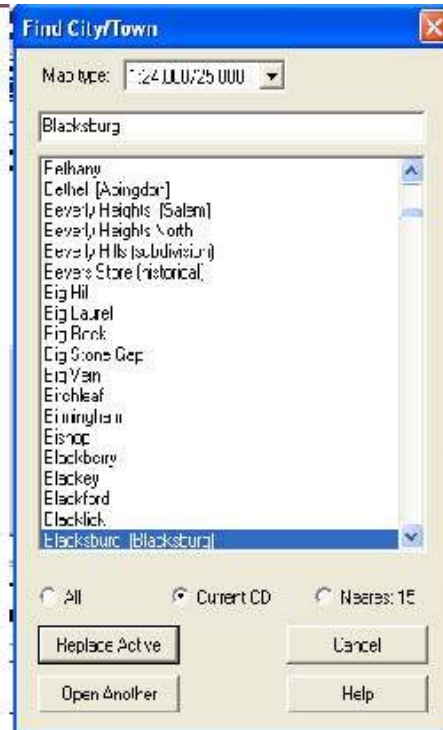 Find City/Town
Map type: 1:24,000/25,000
Blacksburg
Bethany
Bethel (Abingdon)
Beverly Heights (Salem)
Beverly Heights North
Beverly Hills (subdivision)
Bevers Store (historical)
Big Hill
Big Laurel
Big Rock
Big Stone Gap
Big Vein
Birchleaf
Birmingham
Bishop
Blackberry
Blackey
Blackford
Blacklick
Blacksburg (Blacksburg)
All Current CD Nearest 15
Replace Active Cancel
Open Another Help